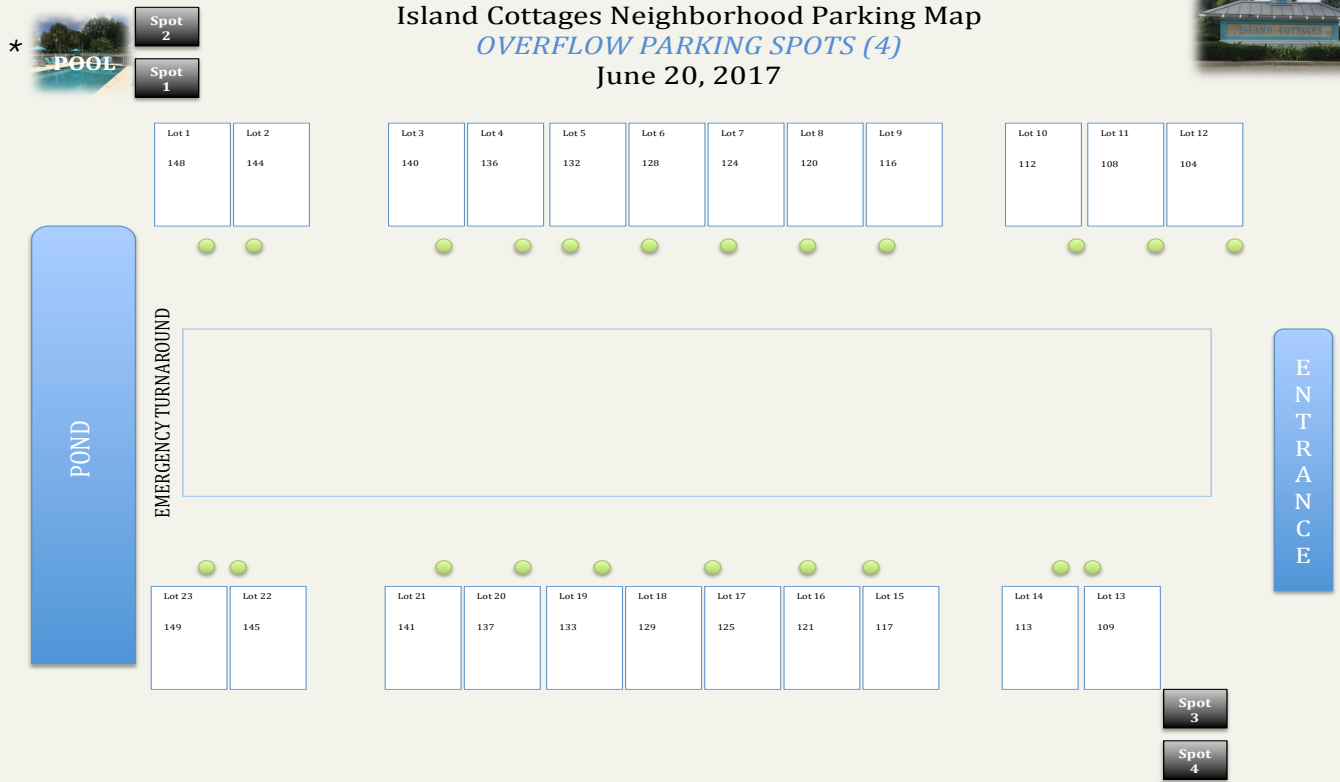 Island Cottages Neighborhood Parking Map
OVERFLOW PARKING SPOTS (4)
June 20, 2017
*
POOL
Spot
2
Spot
1
ISLAND COTTAGES
Lot 1
148
Lot 2
144
Lot 3
140
Lot 4
136
Lot 5
132
Lot 6
128
Lot 7
124
Lot 8
120
Lot 9
116
Lot 10
112
Lot 11
108
Lot 12
104
POND
EMERGENCY TURNAROUND
E
N
T
R
A
N
C
E
Lot 23
149
Lot 22
145
Lot 21
141
Lot 20
137
Lot 19
133
Lot 18
129
Lot 17
125
Lot 16
121
Lot 15
117
Lot 14
113
Lot 13
109
Spot
3
Spot
4